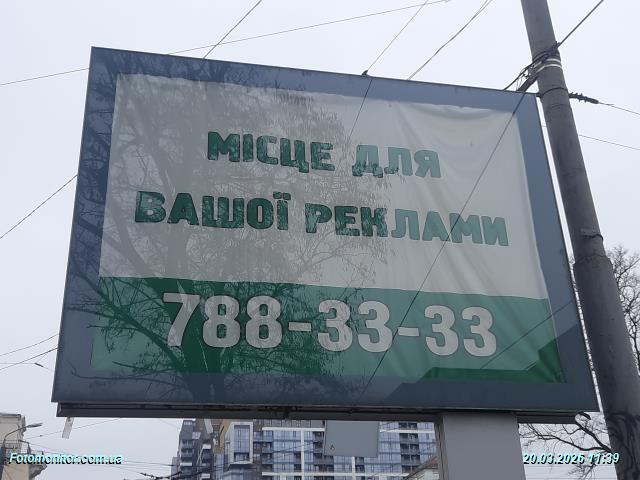 МІСЦЕ ДЛЯ
ВАШОЇ РЕКЛАМИ
788-33-33
Fotomonitor.com.ua
20.03.2026 11:39